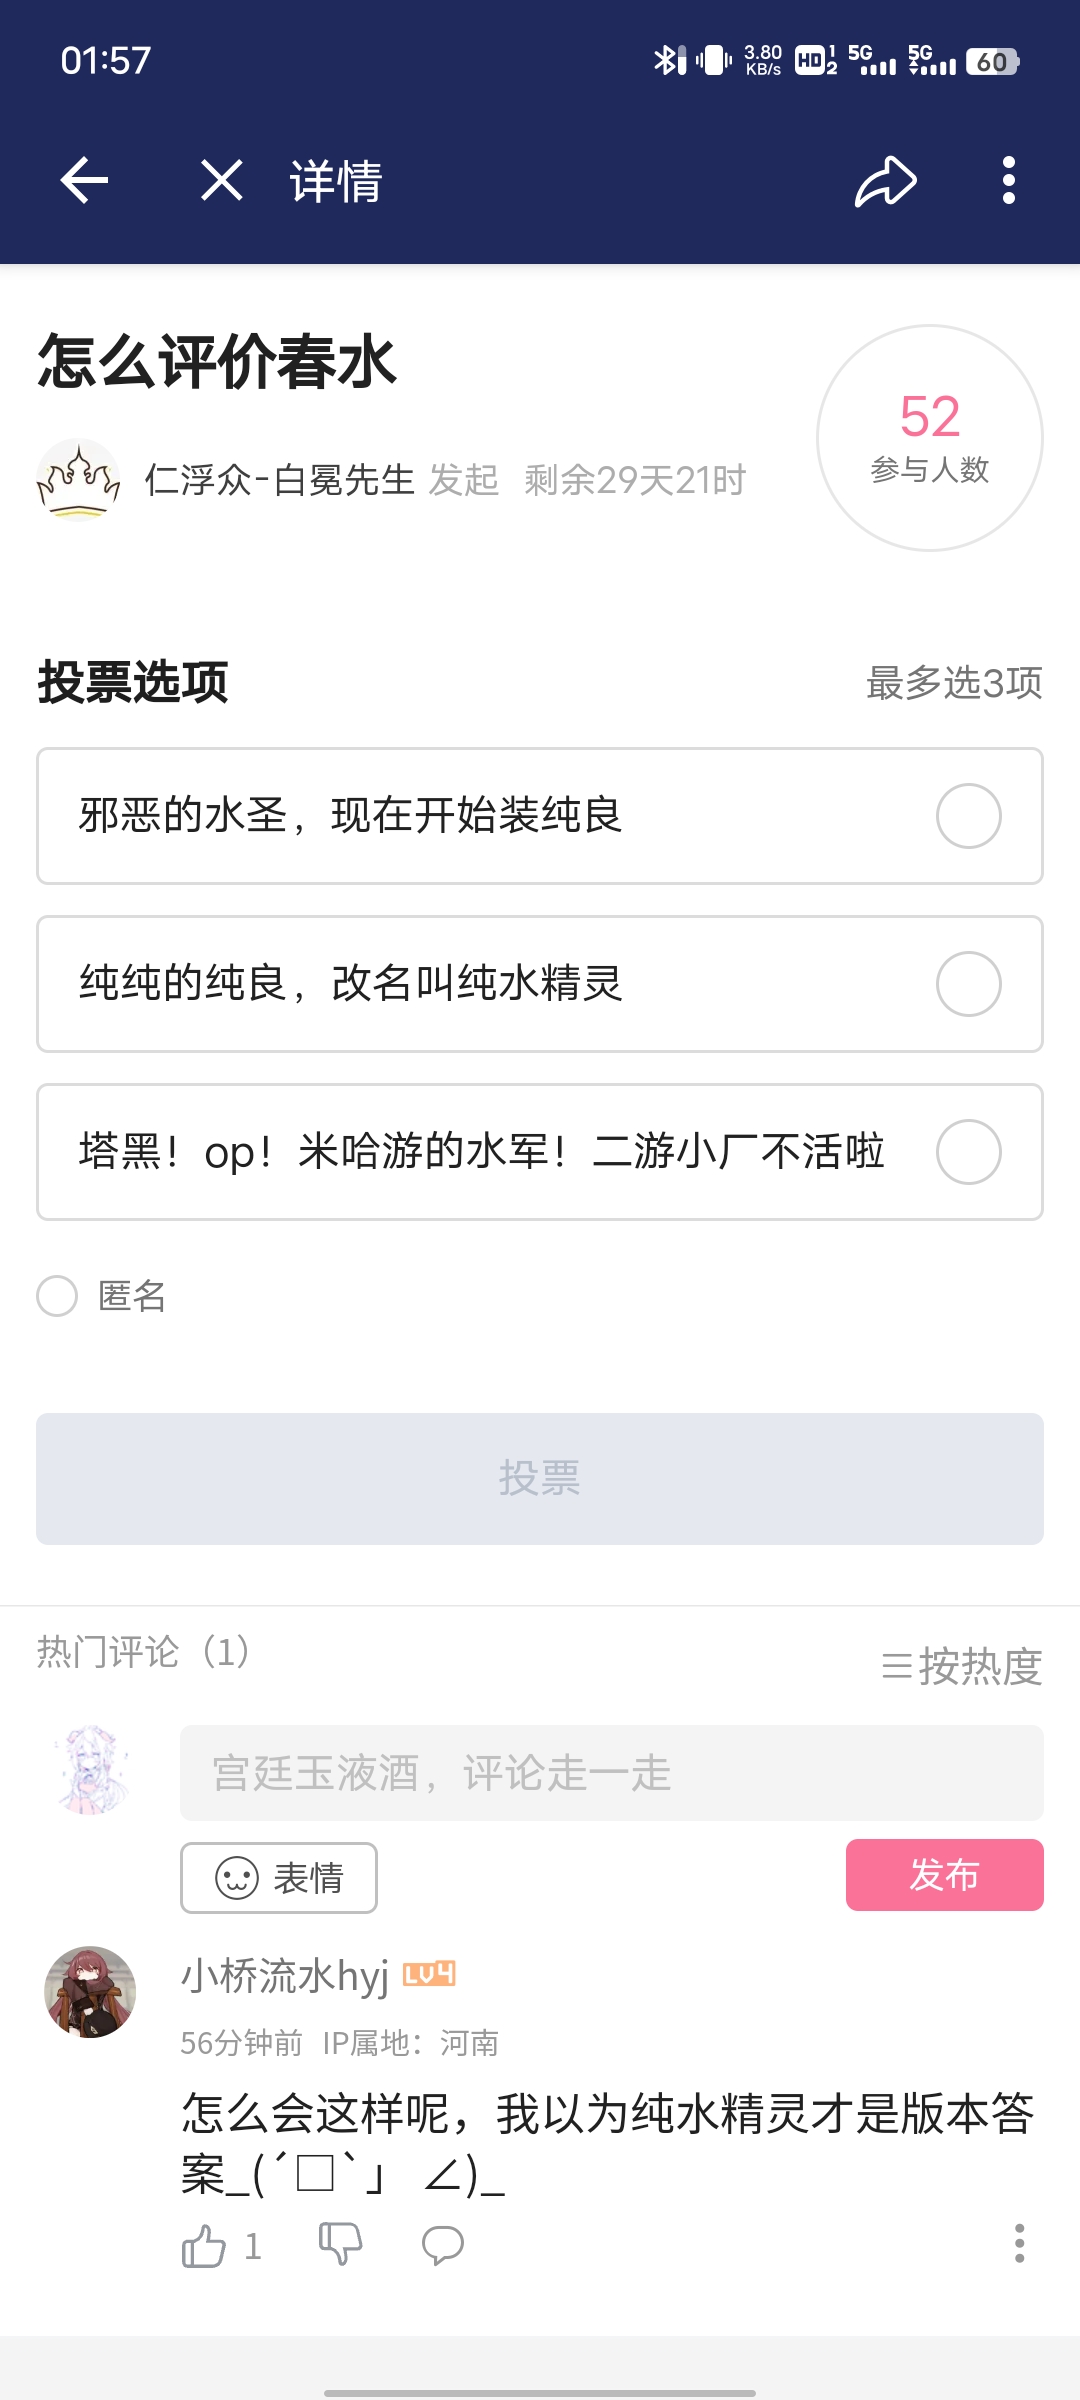 01:57
3.80 KB/s HD 1 2 5G 5G 60
详情
怎么评价春水
52
参与人数
仁浮众-白冕先生 发起 剩余29天21时
投票选项 最多选3项
邪恶的水圣，现在开始装纯良
纯纯的纯良，改名叫纯水精灵
塔黑！op！米哈游的水军！二游小厂不活啦
匿名
投票
热门评论（1） 按热度
宫廷玉液酒，评论走一走
表情 发布
小桥流水hyj LV4
56分钟前 IP属地：河南
怎么会这样呢，我以为纯水精灵才是版本答
案_(´□`」 ∠)_
1